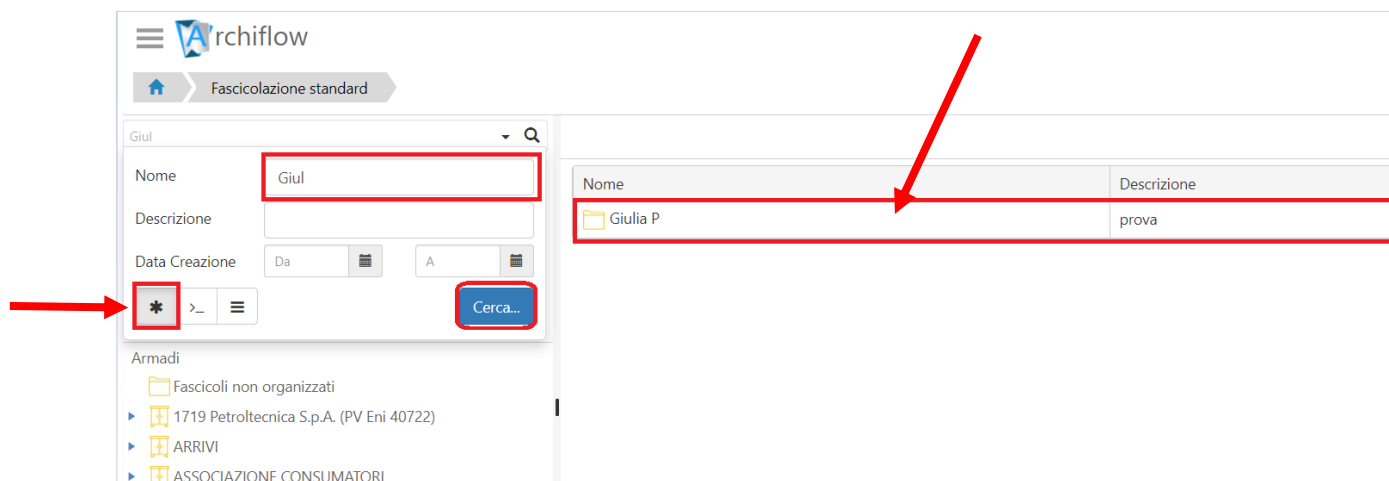 Archiflow
Fascicolazione standard
Giul
Nome Giul
Descrizione
Data Creazione Da A
Cerca...
Armadi
Fascicoli non organizzati
1719 Petroltecnica S.p.A. (PV Eni 40722)
ARRIVI
ASSOCIAZIONE CONSUMATORI
Nome Descrizione
Giulia P prova